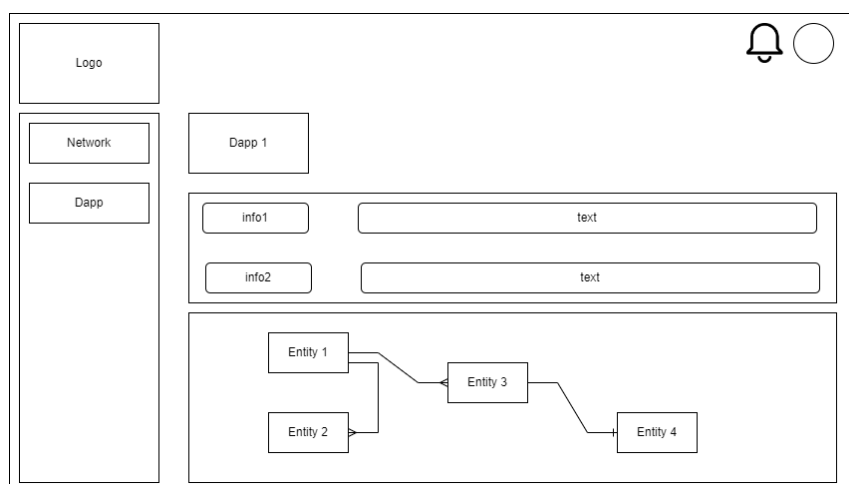 Logo
Network
Dapp
Dapp 1
info1
text
info2
text
Entity 1
Entity 3
Entity 2
Entity 4